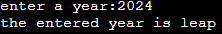 enter a year:2024
the entered year is leap